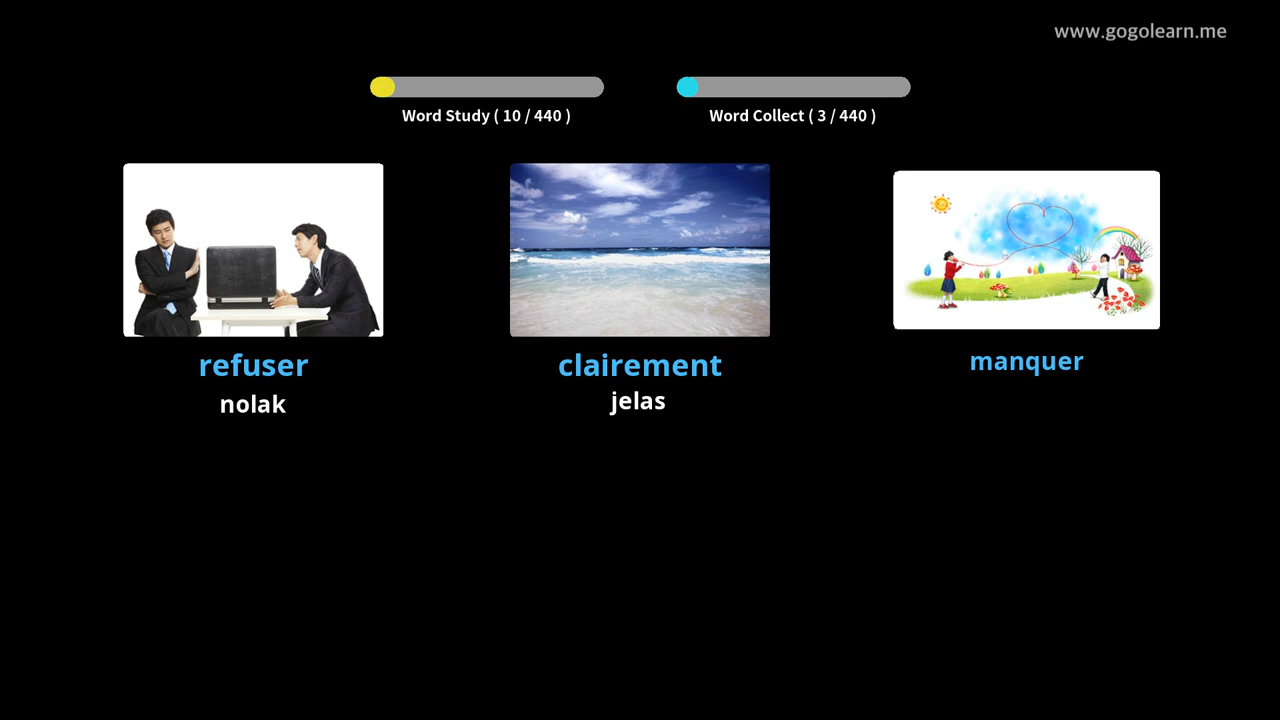 www.gogolearn.me
Word Study ( 10 / 440 )
Word Collect ( 3 / 440 )
refuser
nolak
clairement
jelas
manquer